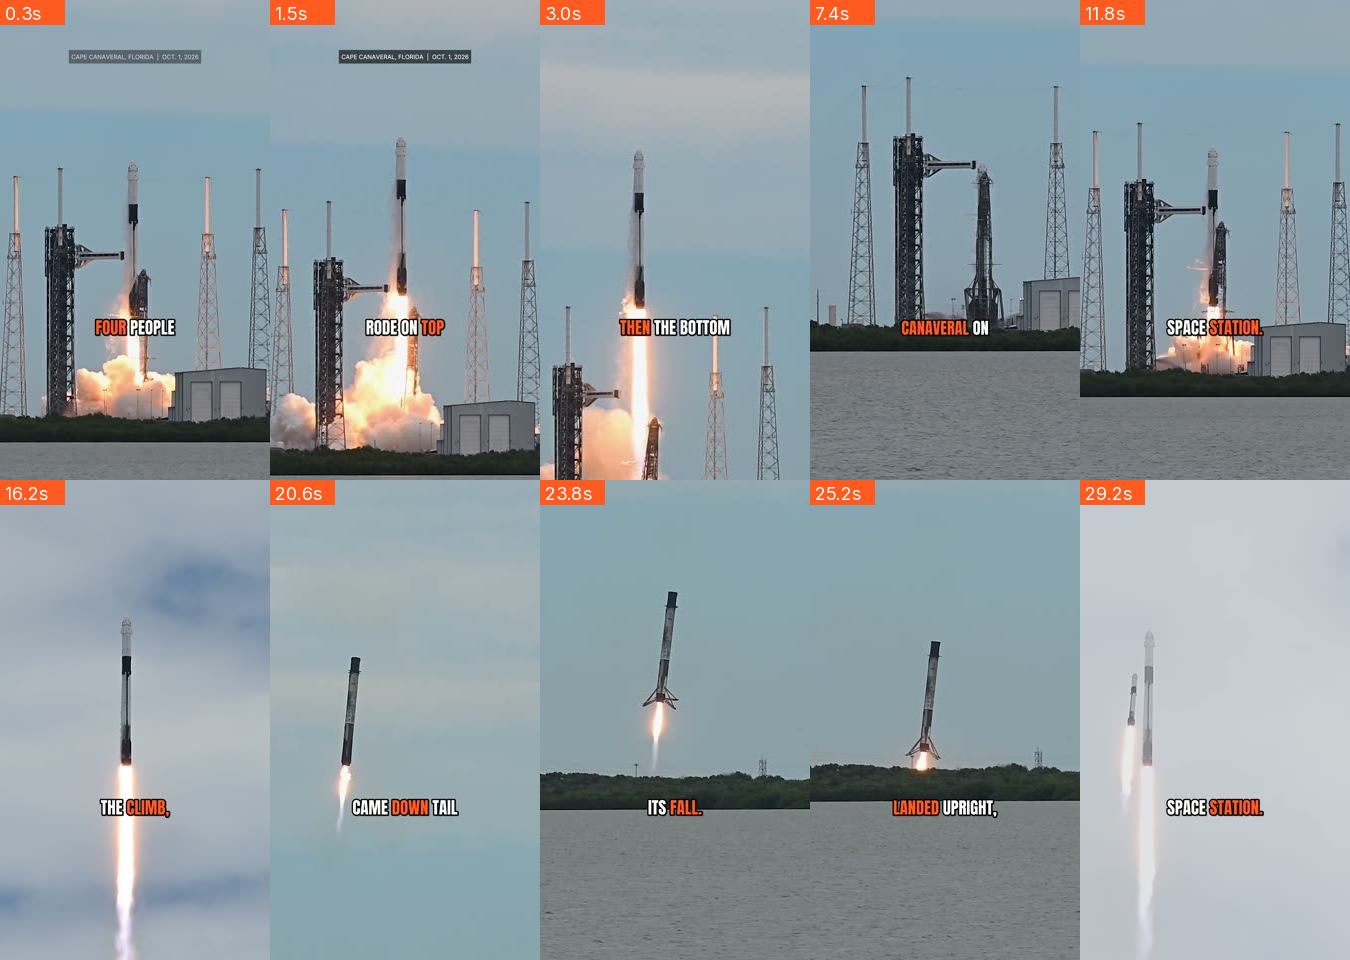 0.3s
CAPE CANAVERAL, FLORIDA | OCT. 1, 2026
FOUR PEOPLE
1.5s
CAPE CANAVERAL, FLORIDA | OCT. 1, 2026
RODE ON TOP
3.0s
THEN THE BOTTOM
7.4s
CANAVERAL ON
11.8s
SPACE STATION.
16.2s
THE CLIMB,
20.6s
CAME DOWN TAIL
23.8s
ITS FALL.
25.2s
LANDED UPRIGHT,
29.2s
SPACE STATION.